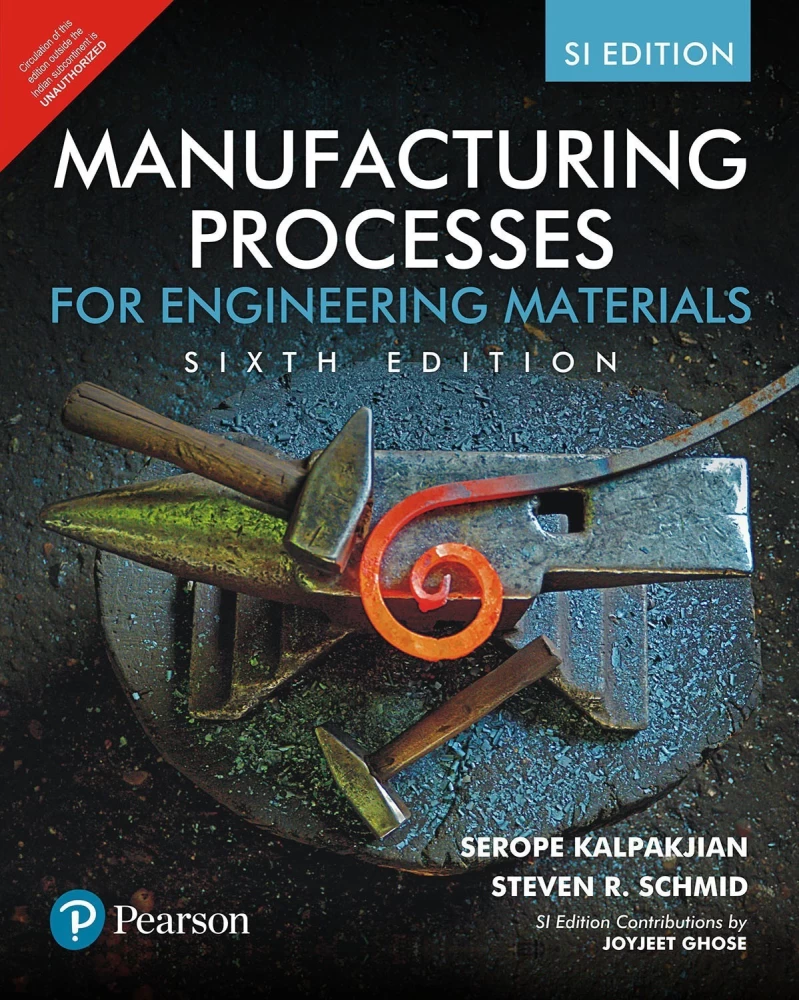 Circulation of this
edition outside the
Indian subcontinent is
UNAUTHORIZED
SI EDITION
MANUFACTURING
PROCESSES
FOR ENGINEERING MATERIALS
SIXTH EDITION
SEROPE KALPAKJIAN
STEVEN R. SCHMID
SI Edition Contributions by
JOYJEET GHOSE
P Pearson